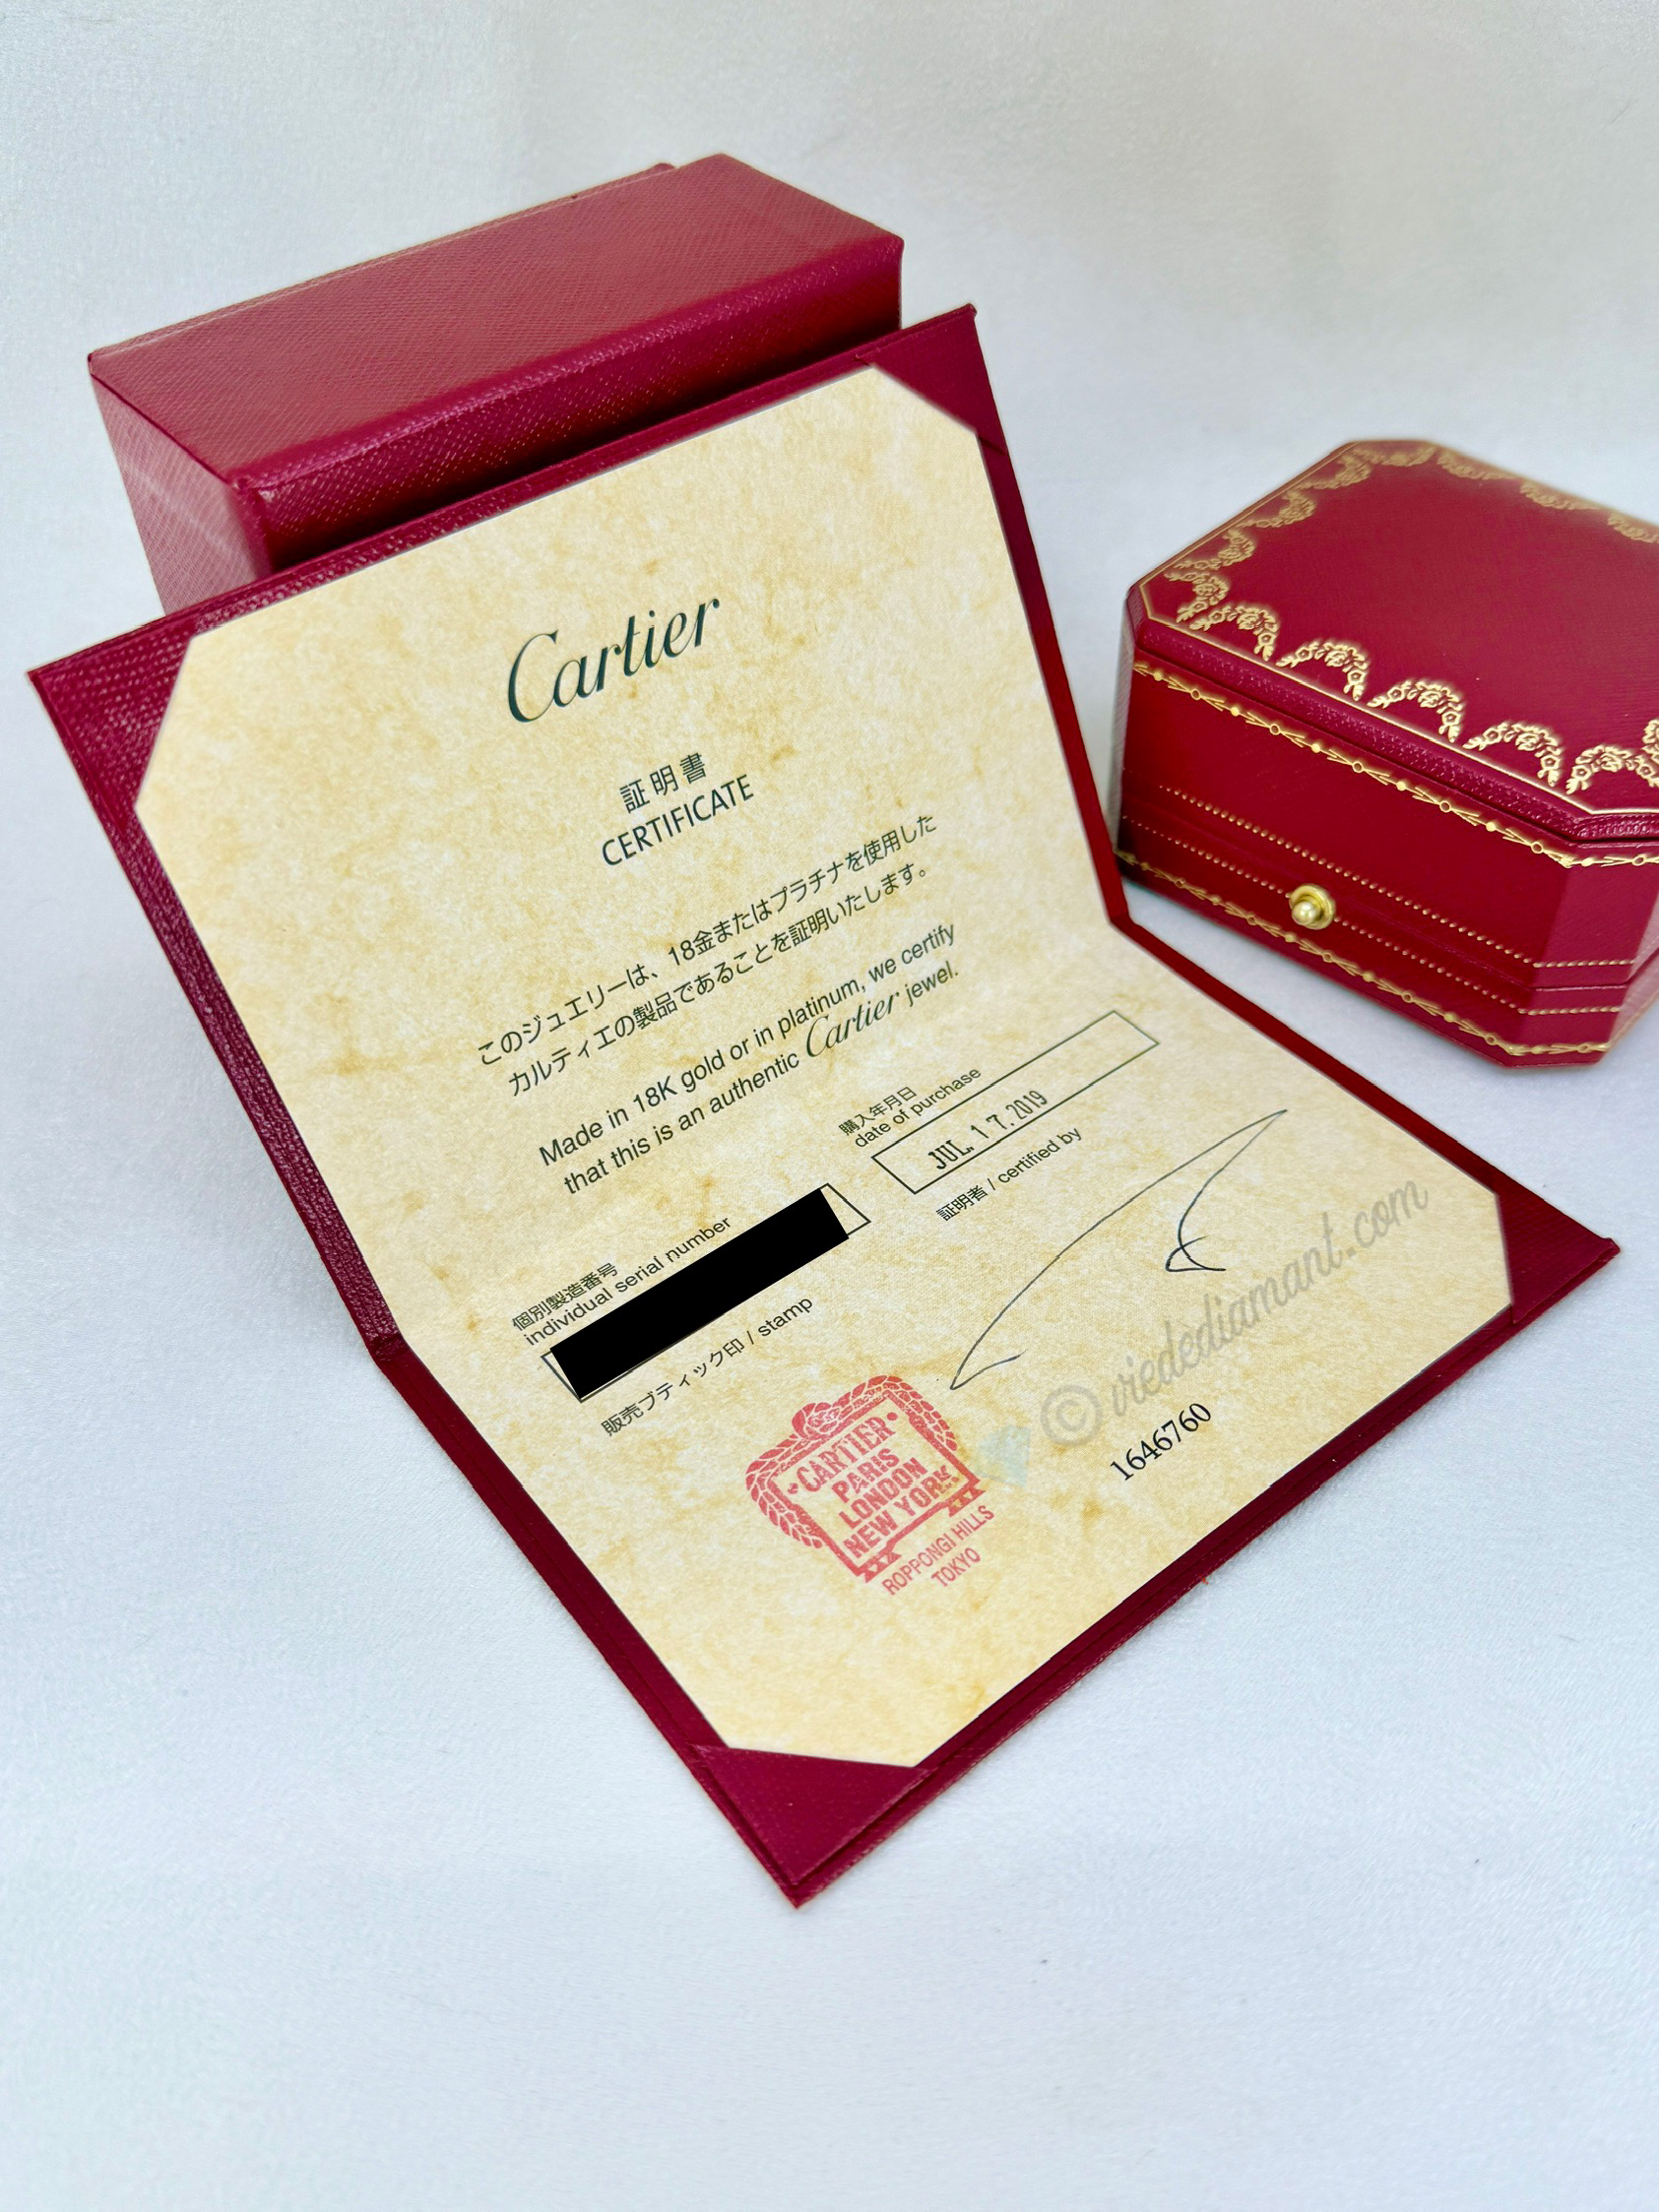 Cartier
証明書
CERTIFICATE
このジュエリーは、18金またはプラチナを使用した
カルティエの製品であることを証明いたします。
Made in 18K gold or in platinum, we certify
that this is an authentic Cartier jewel.
個別製造番号
individual serial number
購入年月日
date of purchase
JUL. 17. 2019
販売ブティック印 / stamp
証明者 / certified by
CARTIER
PARIS
LONDON
NEW YORK
ROPPONGI HILLS
TOKYO
© viedediamant.com
1646760